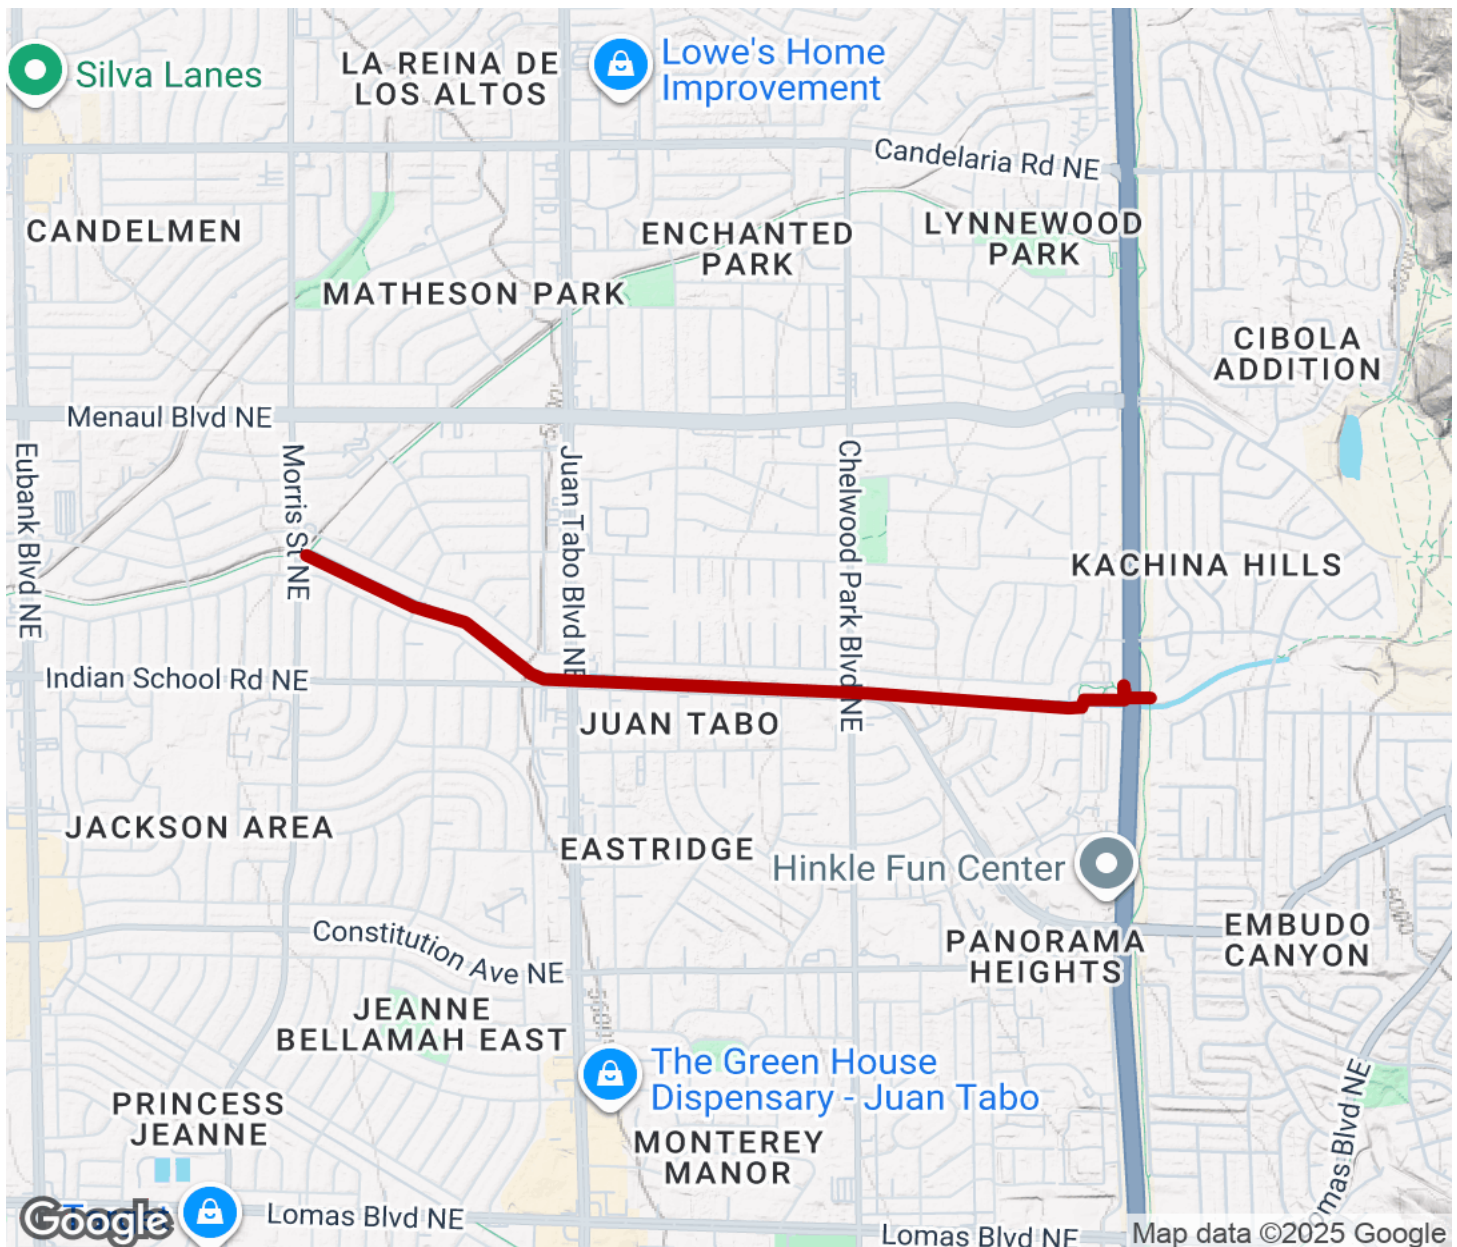 Silva Lanes
LA REINA DE
LOS ALTOS
Lowe's Home
Improvement
Candelaria Rd NE
CANDELMEN
ENCHANTED
PARK
LYNNEWOOD
PARK
MATHESON PARK
CIBOLA
ADDITION
Menaul Blvd NE
Eubank Blvd NE
Morris St NE
Juan Tabo Blvd NE
Chelwood Park Blvd NE
KACHINA HILLS
Indian School Rd NE
JUAN TABO
JACKSON AREA
EASTRIDGE
Hinkle Fun Center
Constitution Ave NE
PANORAMA
HEIGHTS
EMBUDO
CANYON
JEANNE
BELLAMAH EAST
The Green House
Dispensary - Juan Tabo
PRINCESS
JEANNE
MONTEREY
MANOR
Lomas Blvd NE
Target
Google
Lomas Blvd NE
Lomas Blvd NE
Map data ©2025 Google